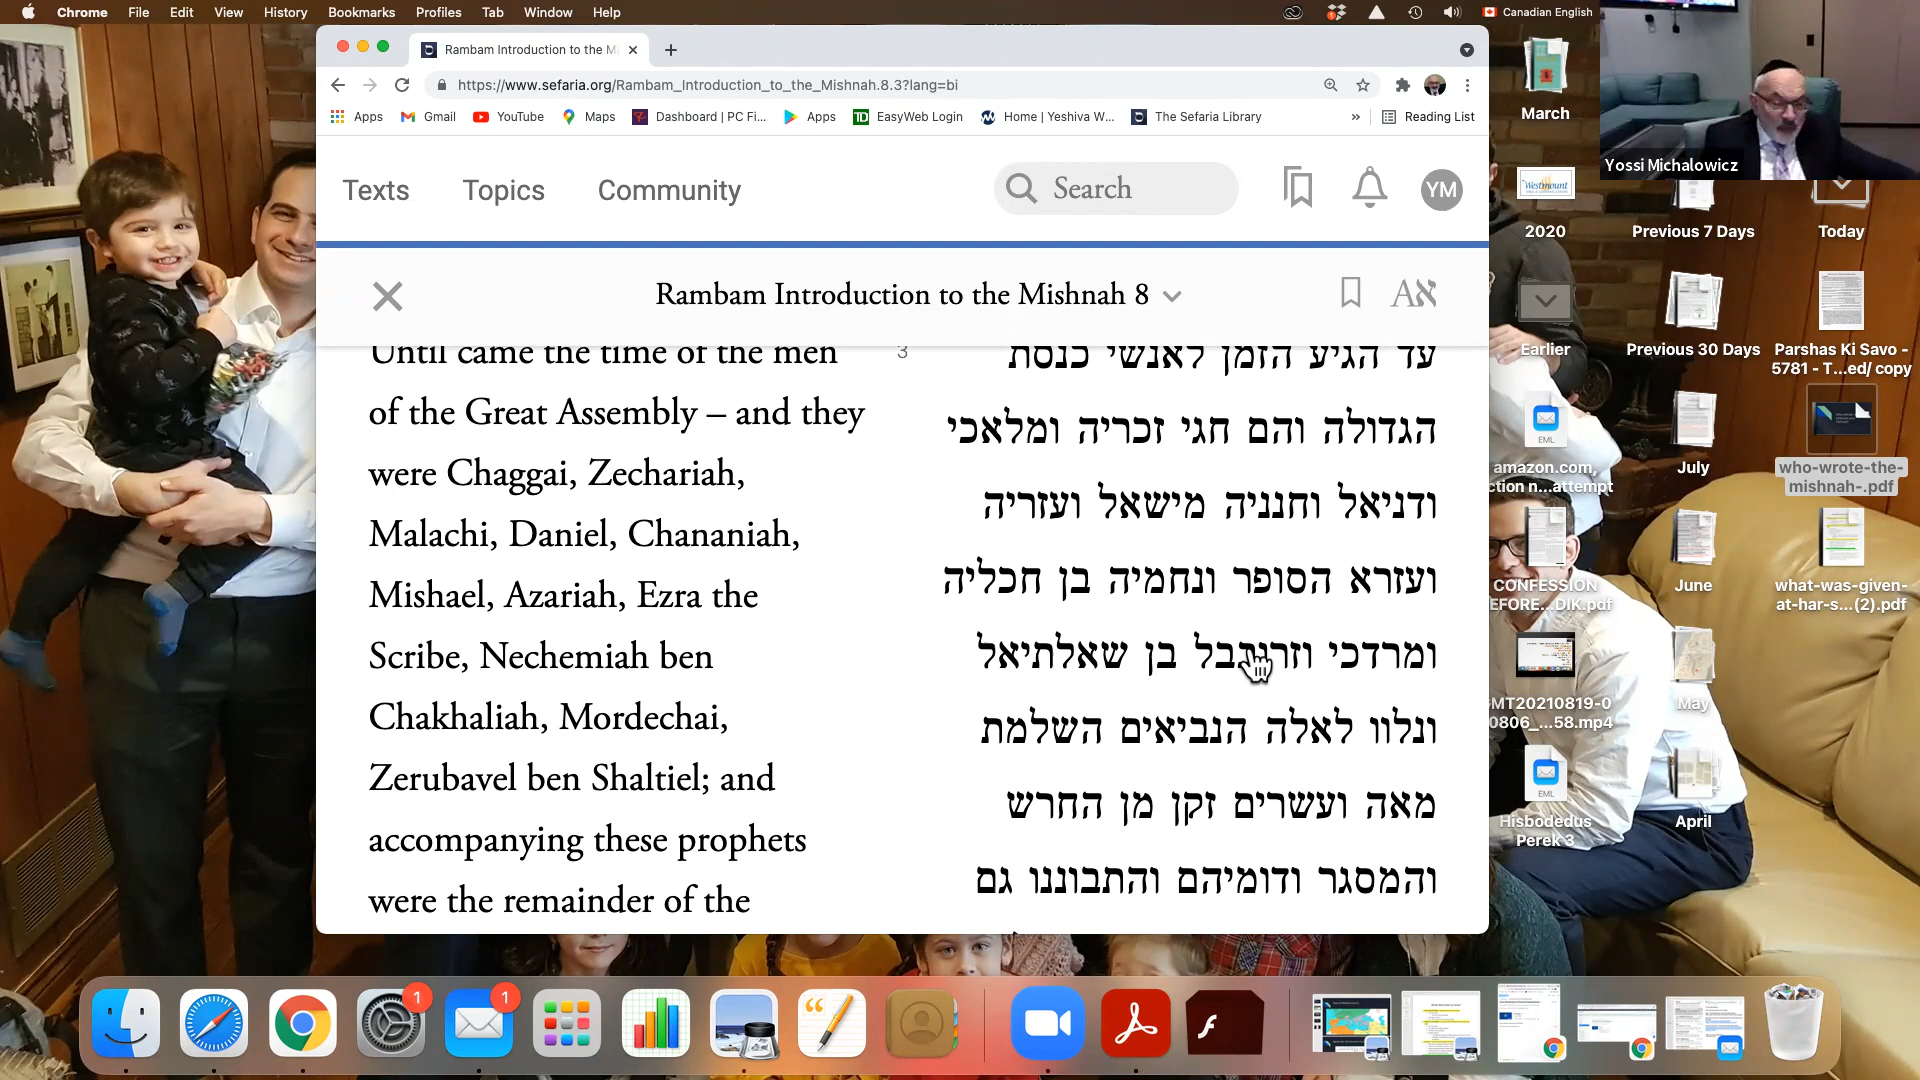 Chrome File Edit View History Bookmarks Profiles Tab Window Help
Canadian English
Rambam Introduction to the M
https://www.sefaria.org/Rambam_Introduction_to_the_Mishnah.8.3?lang=bi
Apps Gmail YouTube Maps Dashboard | PC Fi... Apps EasyWeb Login Home | Yeshiva W... The Sefaria Library » Reading List
Texts Topics Community Search YM
Rambam Introduction to the Mishnah 8
Until came the time of the men
of the Great Assembly – and they
were Chaggai, Zechariah,
Malachi, Daniel, Chananiah,
Mishael, Azariah, Ezra the
Scribe, Nechemiah ben
Chakhaliah, Mordechai,
Zerubavel ben Shaltiel; and
accompanying these prophets
were the remainder of the
3
עד הגיע הזמן לאנשי כנסת
הגדולה והם חגי זכריה ומלאכי
ודניאל וחנניה מישאל ועזריה
ועזרא הסופר ונחמיה בן חכליה
ומרדכי וזרובבל בן שאלתיאל
ונלוו לאלה הנביאים השלמת
מאה ועשרים זקן מן החרש
והמסגר ודומיהם והתבוננו גם
Yossi Michalowicz
March
Westmount
2020
Previous 7 Days
Today
Earlier
Previous 30 Days
Parshas Ki Savo -
5781 - T...ed/ copy
EML
amazon.com,
ction n...attempt
July
who-wrote-the-
mishnah-.pdf
CONFESSION
EFORE...DIK.pdf
June
what-was-given-
at-har-s...(2).pdf
MT20210819-0
0806_...58.mp4
May
EML
Hisbodedus
Perek 3
April
1
1